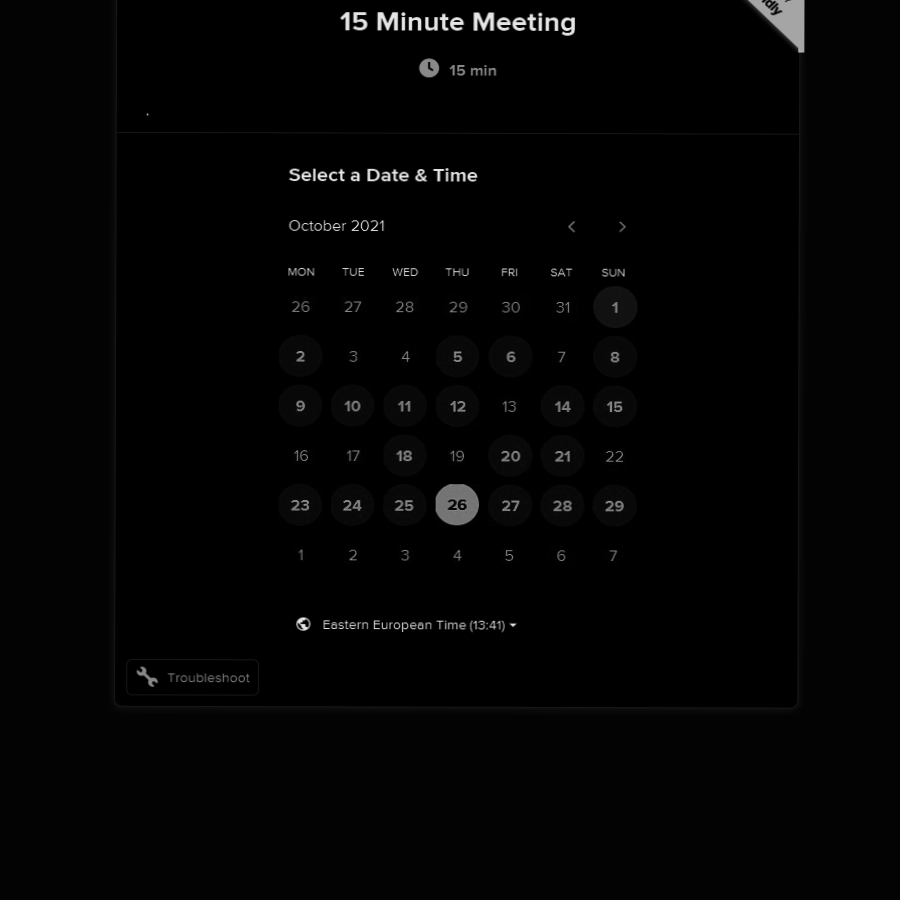 15 Minute Meeting
15 min
Select a Date & Time
October 2021
MON TUE WED THU FRI SAT SUN
26 27 28 29 30 31 1
2 3 4 5 6 7 8
9 10 11 12 13 14 15
16 17 18 19 20 21 22
23 24 25 26 27 28 29
1 2 3 4 5 6 7
Eastern European Time (13:41)
Troubleshoot